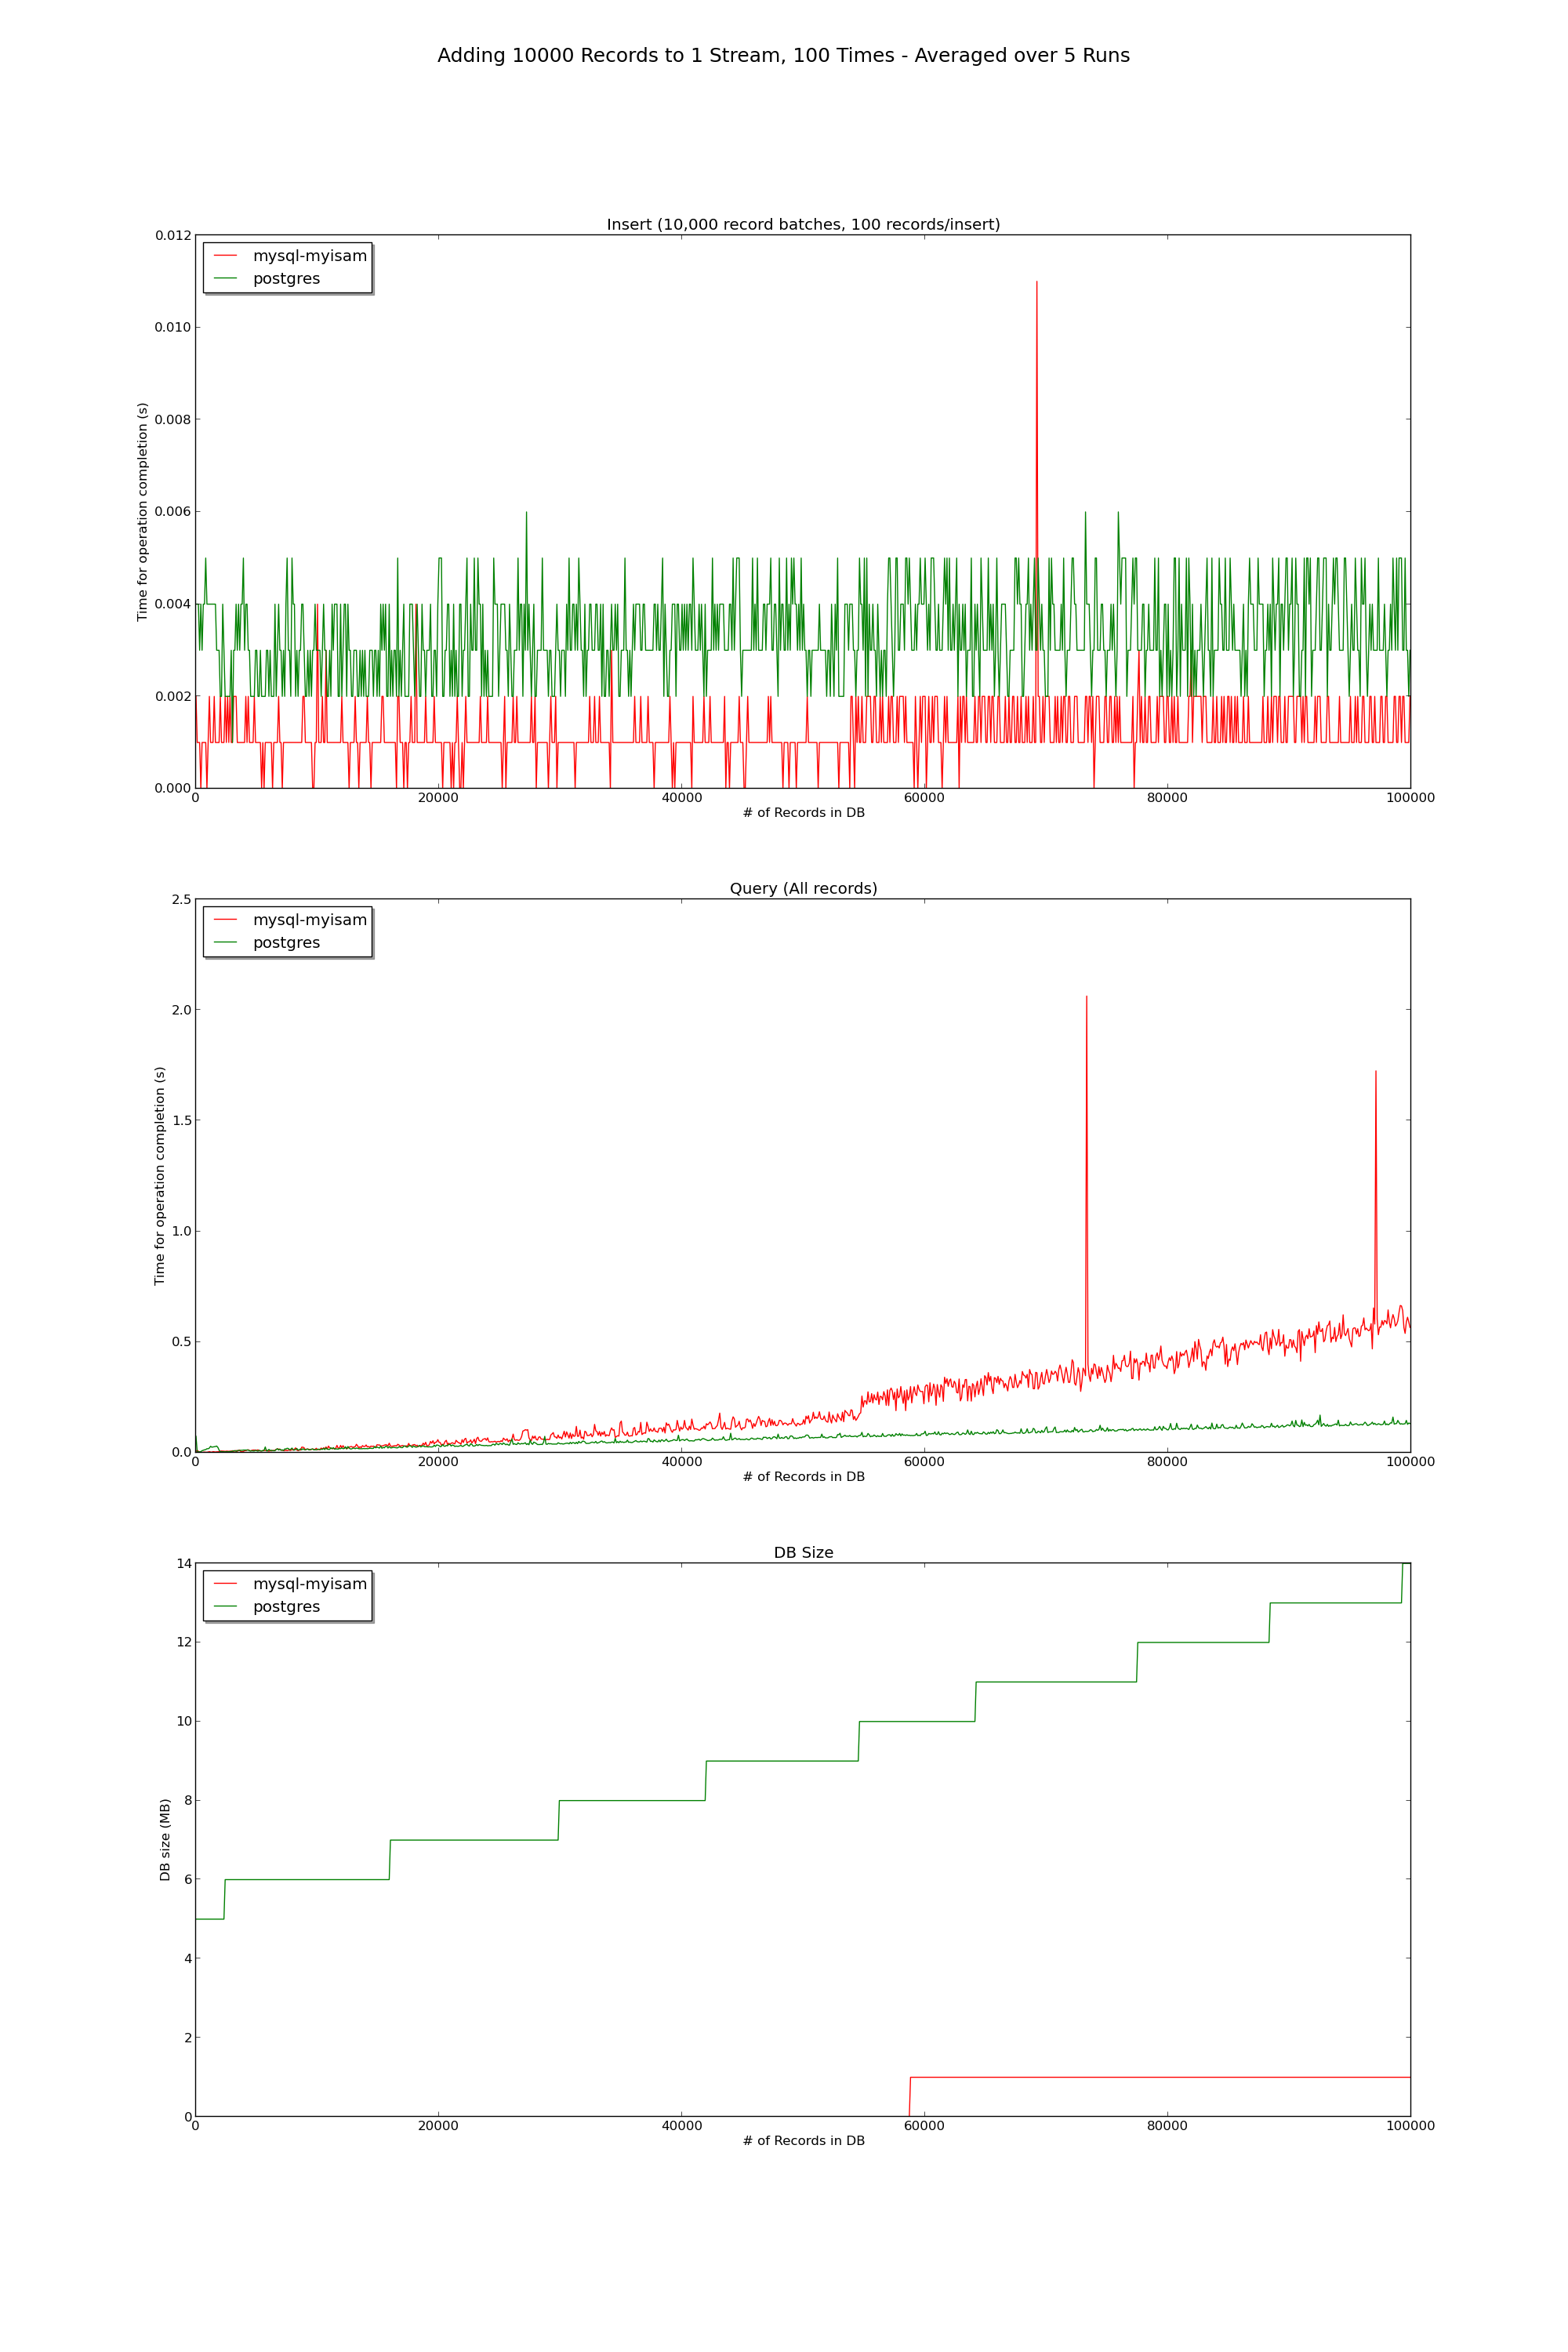 Adding 10000 Records to 1 Stream, 100 Times - Averaged over 5 Runs
Insert (10,000 record batches, 100 records/insert)
mysql-myisam
postgres
Time for operation completion (s)
0.012
0.010
0.008
0.006
0.004
0.002
0.000
0 20000 40000 60000 80000 100000
# of Records in DB
Query (All records)
mysql-myisam
postgres
Time for operation completion (s)
2.5
2.0
1.5
1.0
0.5
0.0
0 20000 40000 60000 80000 100000
# of Records in DB
DB Size
mysql-myisam
postgres
DB size (MB)
14
12
10
8
6
4
2
0
0 20000 40000 60000 80000 100000
# of Records in DB